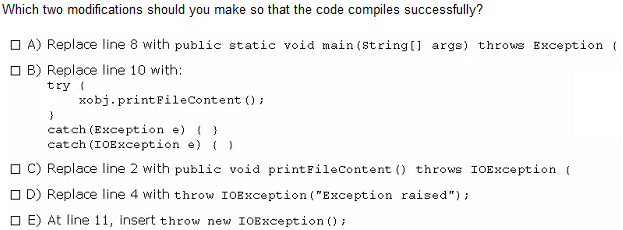 Which two modifications should you make so that the code compiles successfully?
A) Replace line 8 with public static void main(String[] args) throws Exception {
B) Replace line 10 with:
try {
xobj.printFileContent();
}
catch(Exception e) { }
catch(IOException e) { }
C) Replace line 2 with public void printFileContent() throws IOException {
D) Replace line 4 with throw IOException("Exception raised");
E) At line 11, insert throw new IOException();